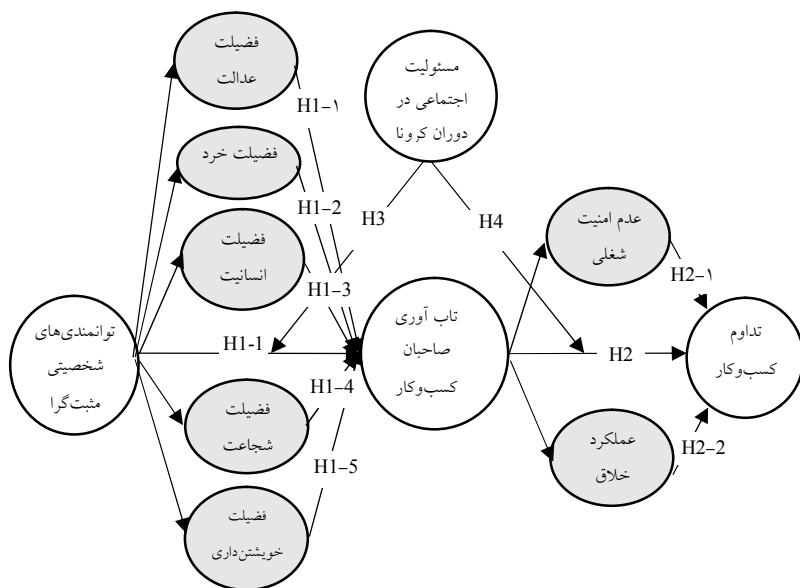 فضیلت
عدالت
مسئولیت
اجتماعی در
دوران کرونا
H1-۱
فضیلت خرد
H1-2
H3
H4
عدم امنیت
شغلی
فضیلت
انسانیت
H2-۱
H1-3
توانمندی‌های
شخصیتی
مثبت‌گرا
H1-1
تاب آوری
صاحبان
کسب‌وکار
H2
تداوم
کسب‌وکار
H1-4
فضیلت
شجاعت
عملکرد
خلاق
H2-2
H1-5
فضیلت
خویشتن‌داری